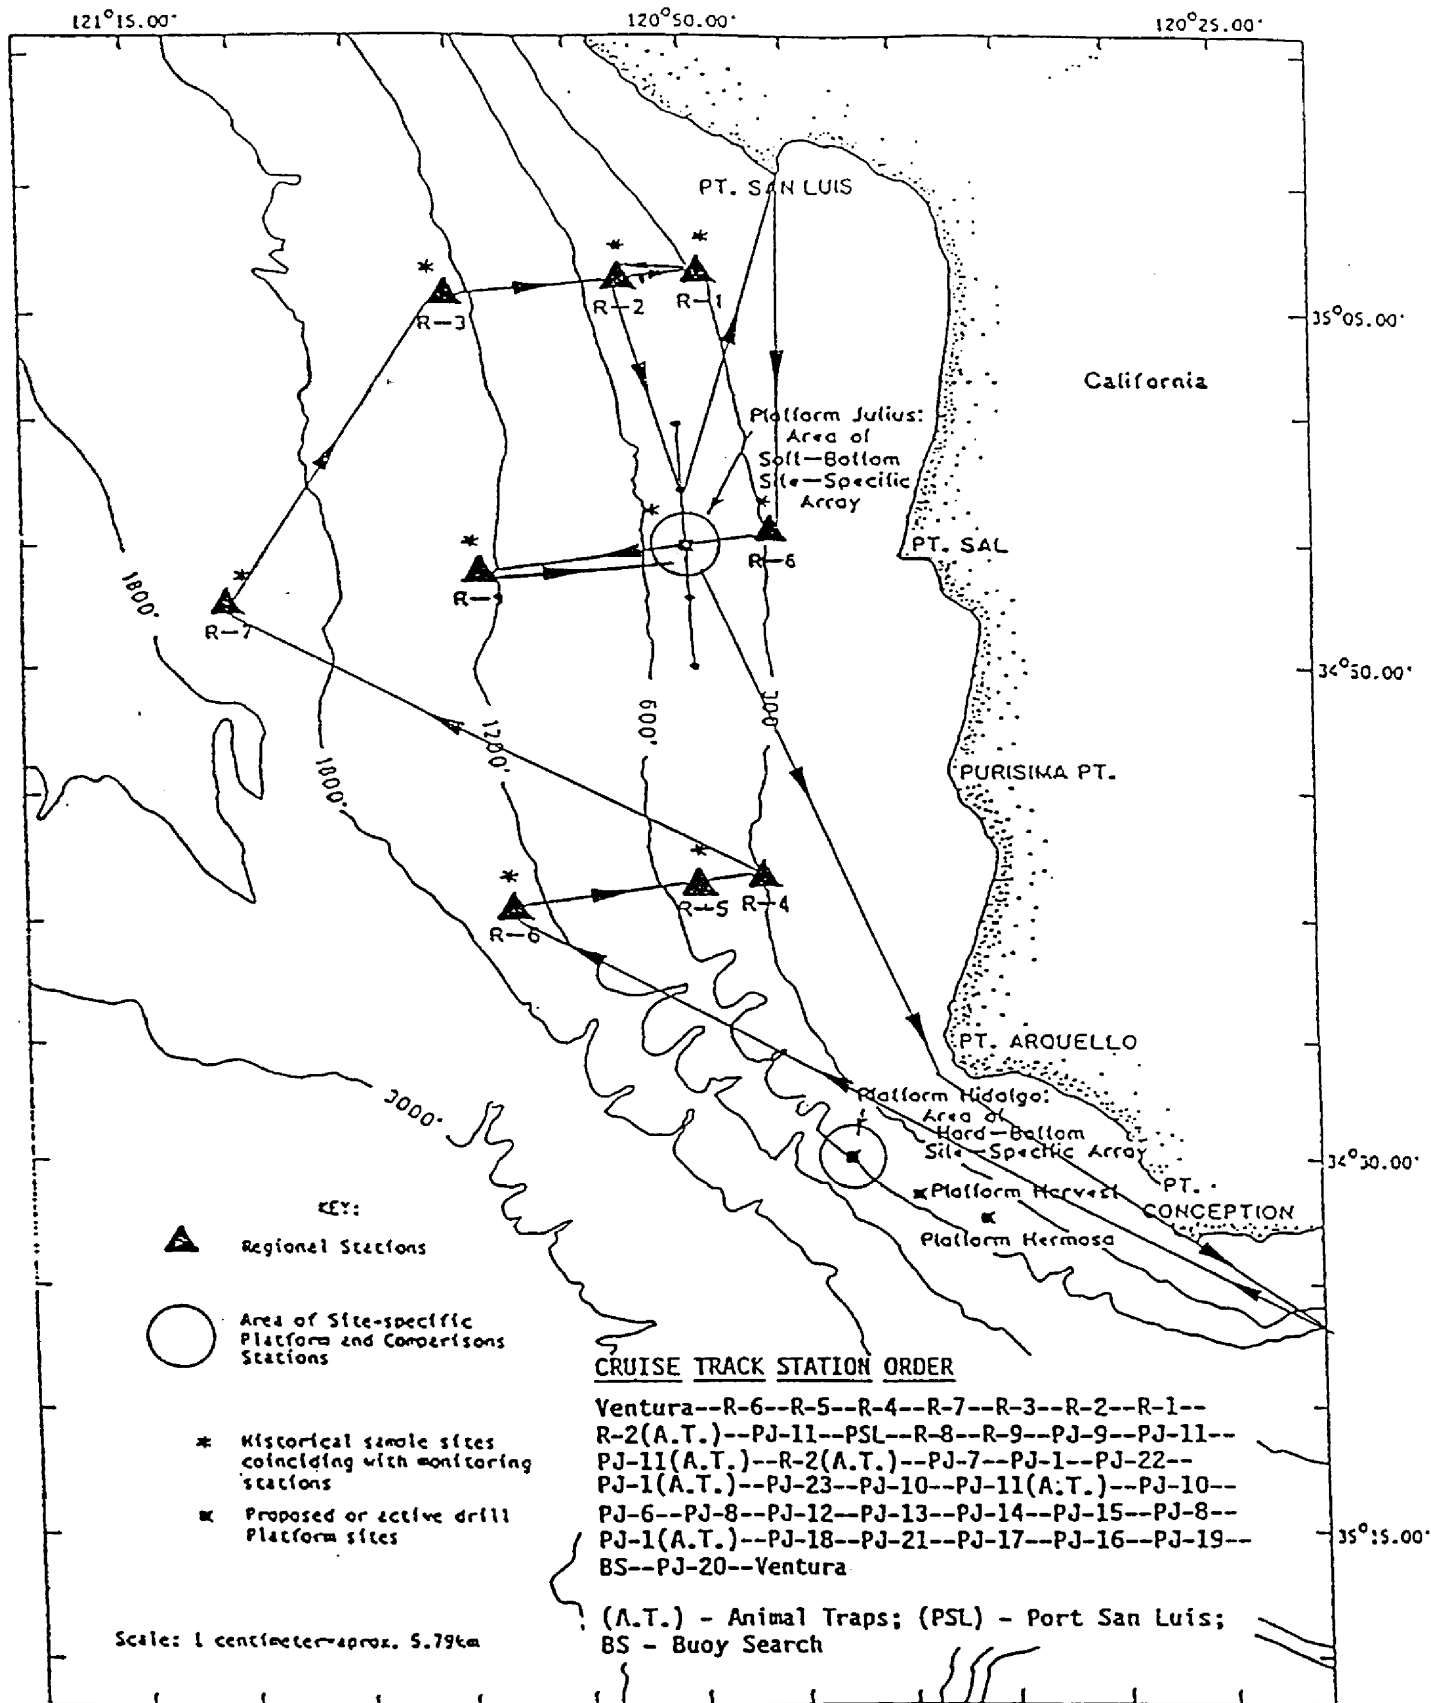 121°15.00'
120°50.00'
120°25.00'
PT. SAN LUIS
R-3
R-2
R-1
35°05.00'
California
Platform Julius:
Area of
Soft-Bottom
Site-Specific
Array
PT. SAL
R-8
R-
R-7
1800'
34°50.00'
1200'
600'
300'
1800'
PURISIMA PT.
R-6
R-5
R-4
PT. ARQUELLO
3000'
Platform Hidalgo:
Area of
Hard-Bottom
Site-Specific Array
34°30.00'
Platform Harvest
PT.
CONCEPTION
Platform Hermosa
KEY:
Regional Stations
Area of Site-specific
Platform and Comparisons
Stations
* Historical sample sites
coinciding with monitoring
stations
Proposed or active drill
Platform sites
Scale: 1 centimeter=aprox. 5.79km
CRUISE TRACK STATION ORDER
Ventura--R-6--R-5--R-4--R-7--R-3--R-2--R-1--
R-2(A.T.)--PJ-11--PSL--R-8--R-9--PJ-9--PJ-11--
PJ-11(A.T.)--R-2(A.T.)--PJ-7--PJ-1--PJ-22--
PJ-1(A.T.)--PJ-23--PJ-10--PJ-11(A.T.)--PJ-10--
PJ-6--PJ-8--PJ-12--PJ-13--PJ-14--PJ-15--PJ-8--
PJ-1(A.T.)--PJ-18--PJ-21--PJ-17--PJ-16--PJ-19--
BS--PJ-20--Ventura
35°15.00'
(A.T.) - Animal Traps; (PSL) - Port San Luis;
BS - Buoy Search